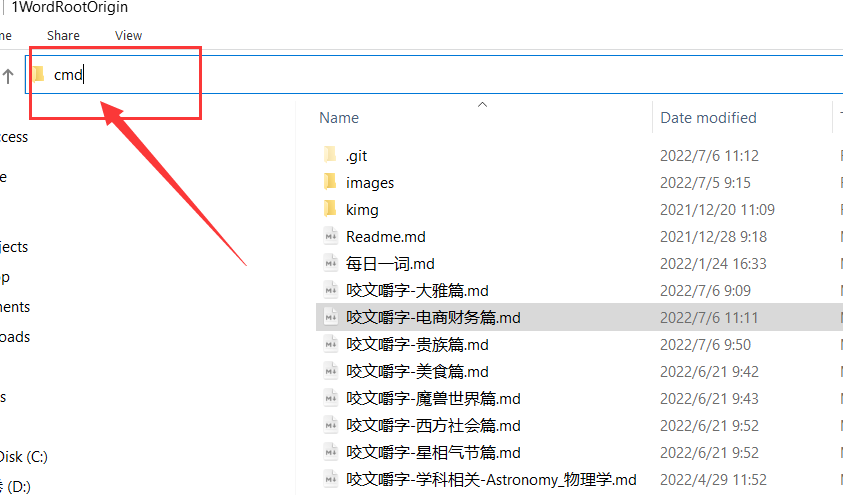 1WordRootOrigin
me
Share
View
cmd
Name
Date modified
.git
2022/7/6 11:12
images
2022/7/5 9:15
kimg
2021/12/20 11:09
Readme.md
2021/12/28 9:18
每日一词.md
2022/1/24 16:33
咬文嚼字-大雅篇.md
2022/7/6 9:09
咬文嚼字-电商财务篇.md
2022/7/6 11:11
咬文嚼字-贵族篇.md
2022/7/6 9:50
咬文嚼字-美食篇.md
2022/6/21 9:42
咬文嚼字-魔兽世界篇.md
2022/6/21 9:43
咬文嚼字-西方社会篇.md
2022/6/21 9:52
咬文嚼字-星相气节篇.md
2022/6/21 9:52
咬文嚼字-学科相关-Astronomy_物理学.md
2022/4/29 11:52
ccess
e
jects
op
ments
loads
s
Disk (C:)
(D:)